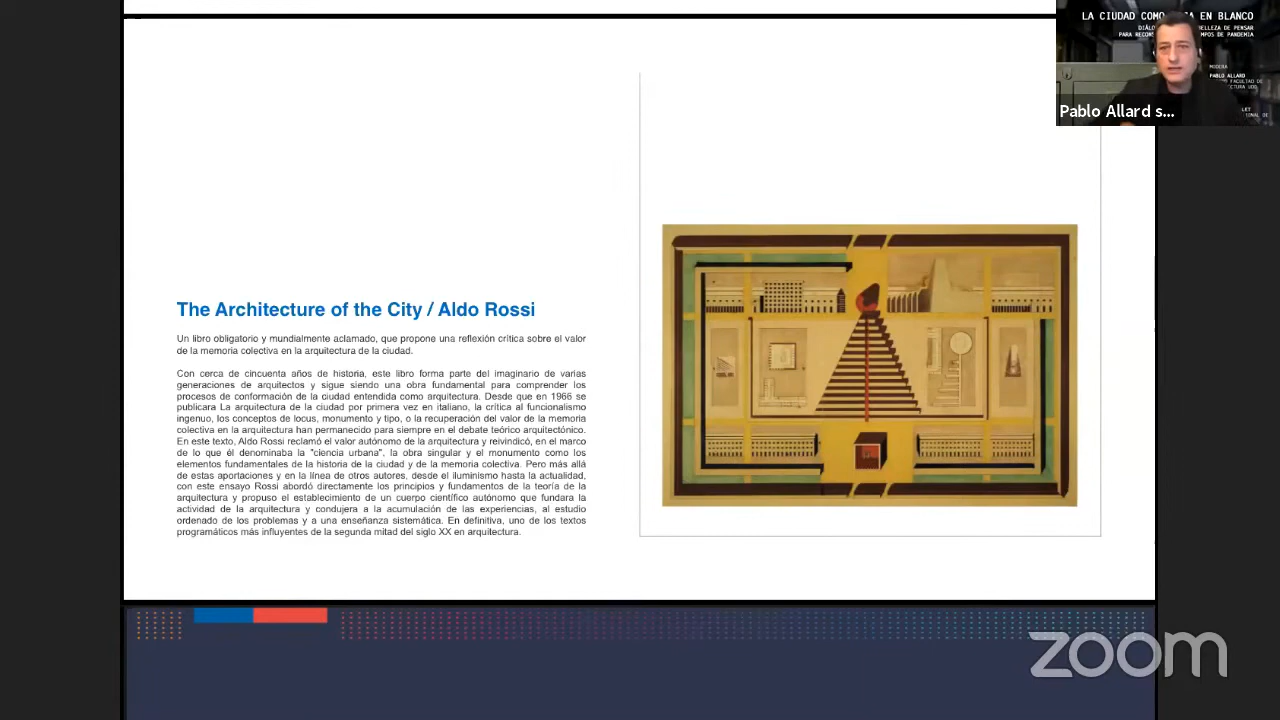 LA CIUDAD COMO EN BLANCO
PARA
MODERA
PABLO ALLARD
Pablo Allard s...
The Architecture of the City / Aldo Rossi
Un libro obligatorio y mundialmente aclamado, que propone una reflexión crítica sobre el valor
de la memoria colectiva en la arquitectura de la ciudad.
Con cerca de cincuenta años de historia, este libro forma parte del imaginario de varias
generaciones de arquitectos y sigue siendo una obra fundamental para comprender los
procesos de conformación de la ciudad entendida como arquitectura. Desde que en 1966 se
publicara La arquitectura de la ciudad por primera vez en italiano, la crítica al funcionalismo
ingenuo, los conceptos de locus, monumento y tipo, o la recuperación del valor de la memoria
colectiva en la arquitectura han permanecido para siempre en el debate teórico arquitectónico.
En este texto, Aldo Rossi reclamó el valor autónomo de la arquitectura y reivindicó, en el marco
de lo que él denominaba la "ciencia urbana", la obra singular y el monumento como los
elementos fundamentales de la historia de la ciudad y de la memoria colectiva. Pero más allá
de estas aportaciones y en la línea de otros autores, desde el iluminismo hasta la actualidad,
con este ensayo Rossi abordó directamente los principios y fundamentos de la teoría de la
arquitectura y propuso el establecimiento de un cuerpo científico autónomo que fundara la
actividad de la arquitectura y condujera a la acumulación de las experiencias, al estudio
ordenado de los problemas y a una enseñanza sistemática. En definitiva, uno de los textos
programáticos más influyentes de la segunda mitad del siglo XX en arquitectura.
zoom